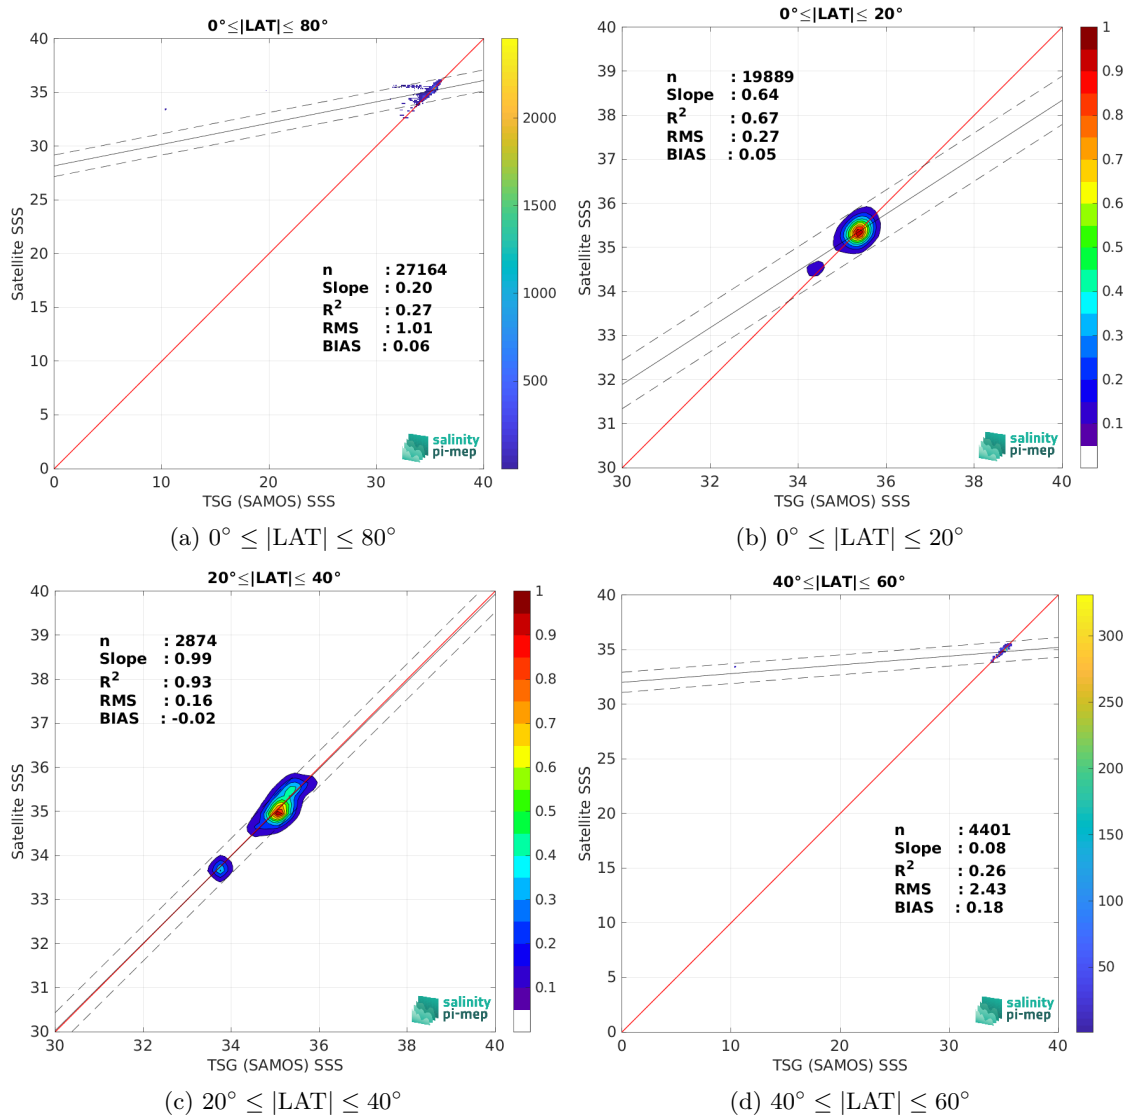 0°≤|LAT|≤ 80°
40
35
30
25
20
15
10
5
0
Satellite SSS
n : 27164
Slope : 0.20
R² : 0.27
RMS : 1.01
BIAS : 0.06
salinity
pi-mep
0 10 20 30 40
TSG (SAMOS) SSS
2000
1500
1000
500
(a) 0° ≤ |LAT| ≤ 80°
0°≤|LAT|≤ 20°
40
39
38
37
36
35
34
33
32
31
30
Satellite SSS
n : 19889
Slope : 0.64
R² : 0.67
RMS : 0.27
BIAS : 0.05
salinity
pi-mep
30 32 34 36 38 40
TSG (SAMOS) SSS
1
0.9
0.8
0.7
0.6
0.5
0.4
0.3
0.2
0.1
(b) 0° ≤ |LAT| ≤ 20°
20°≤|LAT|≤ 40°
40
39
38
37
36
35
34
33
32
31
30
Satellite SSS
n : 2874
Slope : 0.99
R² : 0.93
RMS : 0.16
BIAS : -0.02
salinity
pi-mep
30 32 34 36 38 40
TSG (SAMOS) SSS
1
0.9
0.8
0.7
0.6
0.5
0.4
0.3
0.2
0.1
(c) 20° ≤ |LAT| ≤ 40°
40°≤|LAT|≤ 60°
40
35
30
25
20
15
10
5
0
Satellite SSS
n : 4401
Slope : 0.08
R² : 0.26
RMS : 2.43
BIAS : 0.18
salinity
pi-mep
0 10 20 30 40
TSG (SAMOS) SSS
300
250
200
150
100
50
(d) 40° ≤ |LAT| ≤ 60°